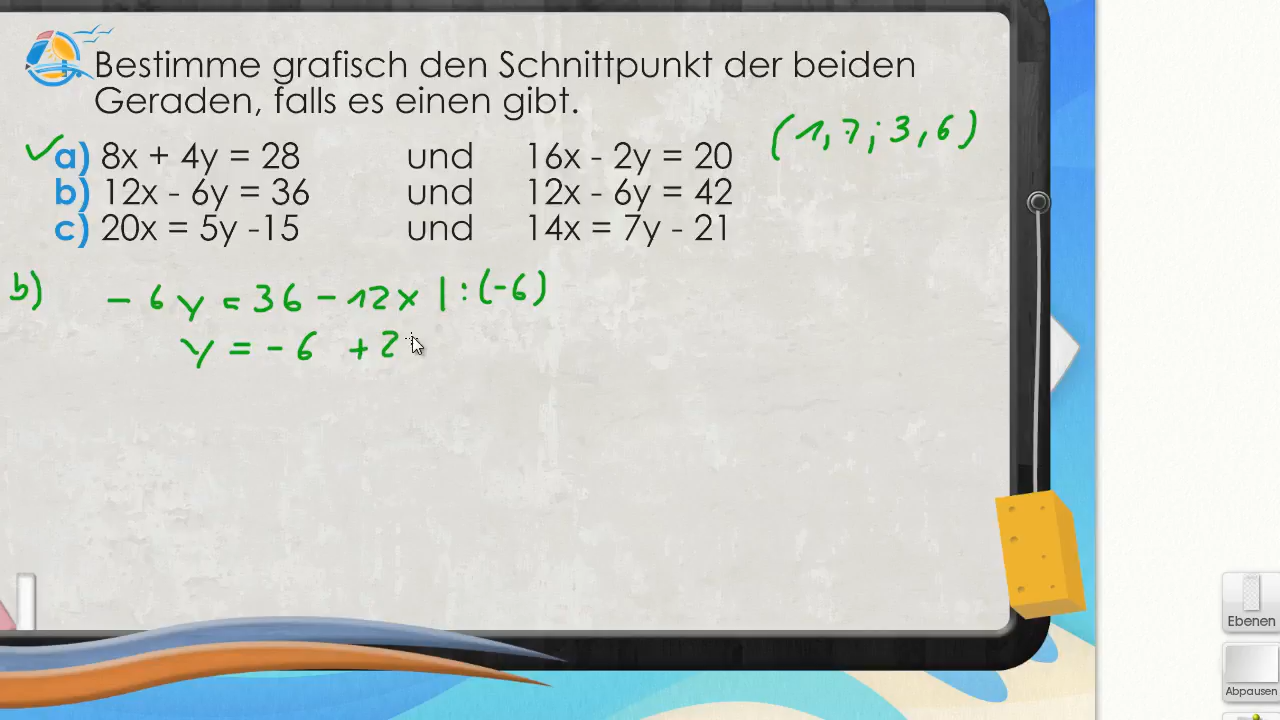 1. Bestimme grafisch den Schnittpunkt der beiden
Geraden, falls es einen gibt.
(1,7; 3,6)
a) 8x + 4y = 28 und 16x - 2y = 20
b) 12x - 6y = 36 und 12x - 6y = 42
c) 20x = 5y -15 und 14x = 7y - 21
b) - 6y = 36 - 12x | : (-6)
y = - 6 + 2
Ebenen
Abpausen